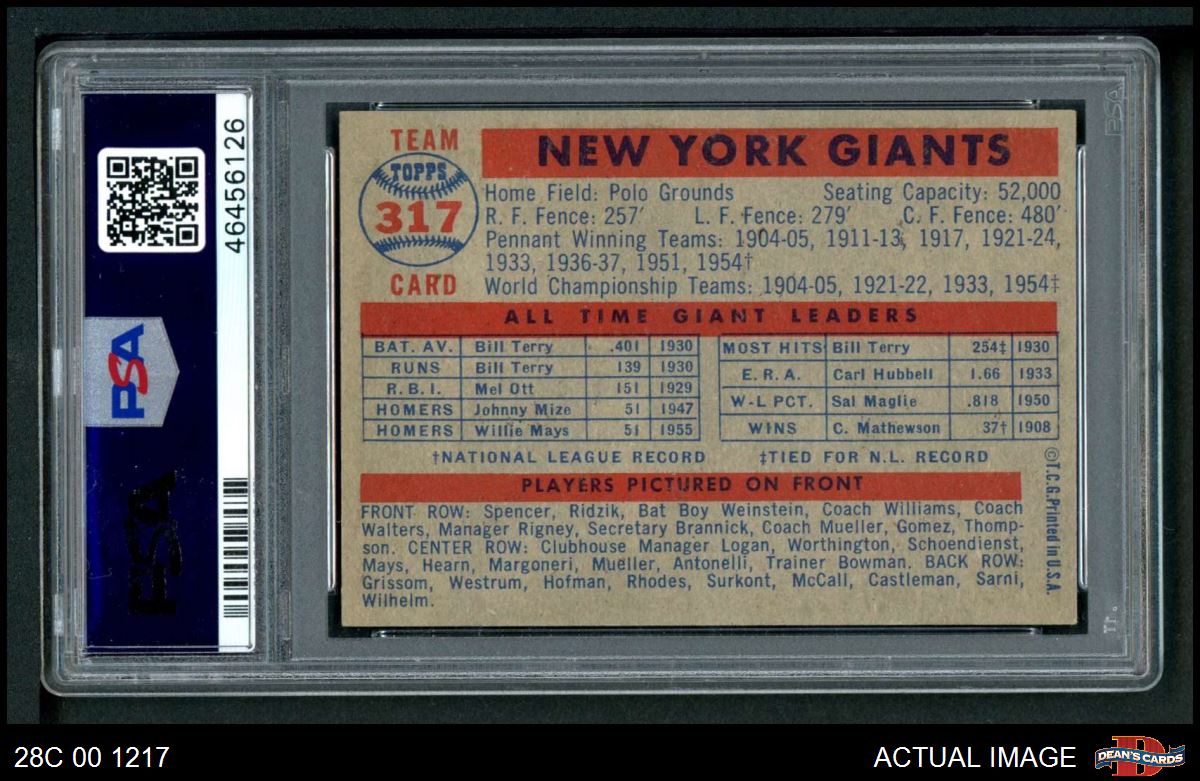 46456126
PSA
PSA
PSA
TEAM
TOPPS
317
CARD
NEW YORK GIANTS
Home Field: Polo Grounds Seating Capacity: 52,000
R. F. Fence: 257′ L. F. Fence: 279′ C. F. Fence: 480′
Pennant Winning Teams: 1904-05, 1911-13, 1917, 1921-24,
1933, 1936-37, 1951, 1954†
World Championship Teams: 1904-05, 1921-22, 1933, 1954‡
ALL TIME GIANT LEADERS
BAT. AV. Bill Terry .401 1930
RUNS Bill Terry 139 1930
R.B.I. Mel Ott 151 1929
HOMERS Johnny Mize 51 1947
HOMERS Willie Mays 51 1955
MOST HITS Bill Terry 254‡ 1930
E.R.A. Carl Hubbell 1.66 1933
W-L PCT. Sal Maglie .818 1950
WINS C. Mathewson 37† 1908
†NATIONAL LEAGUE RECORD ‡TIED FOR N.L. RECORD
PLAYERS PICTURED ON FRONT
FRONT ROW: Spencer, Ridzik, Bat Boy Weinstein, Coach Williams, Coach
Walters, Manager Rigney, Secretary Brannick, Coach Mueller, Gomez, Thomp-
son. CENTER ROW: Clubhouse Manager Logan, Worthington, Schoendienst,
Mays, Hearn, Margoneri, Mueller, Antonelli, Trainer Bowman. BACK ROW:
Grissom, Westrum, Hofman, Rhodes, Surkont, McCall, Castleman, Sarni,
Wilhelm.
©T.C.G. Printed in U.S.A.
28C 00 1217
ACTUAL IMAGE
D
DEAN'S CARDS